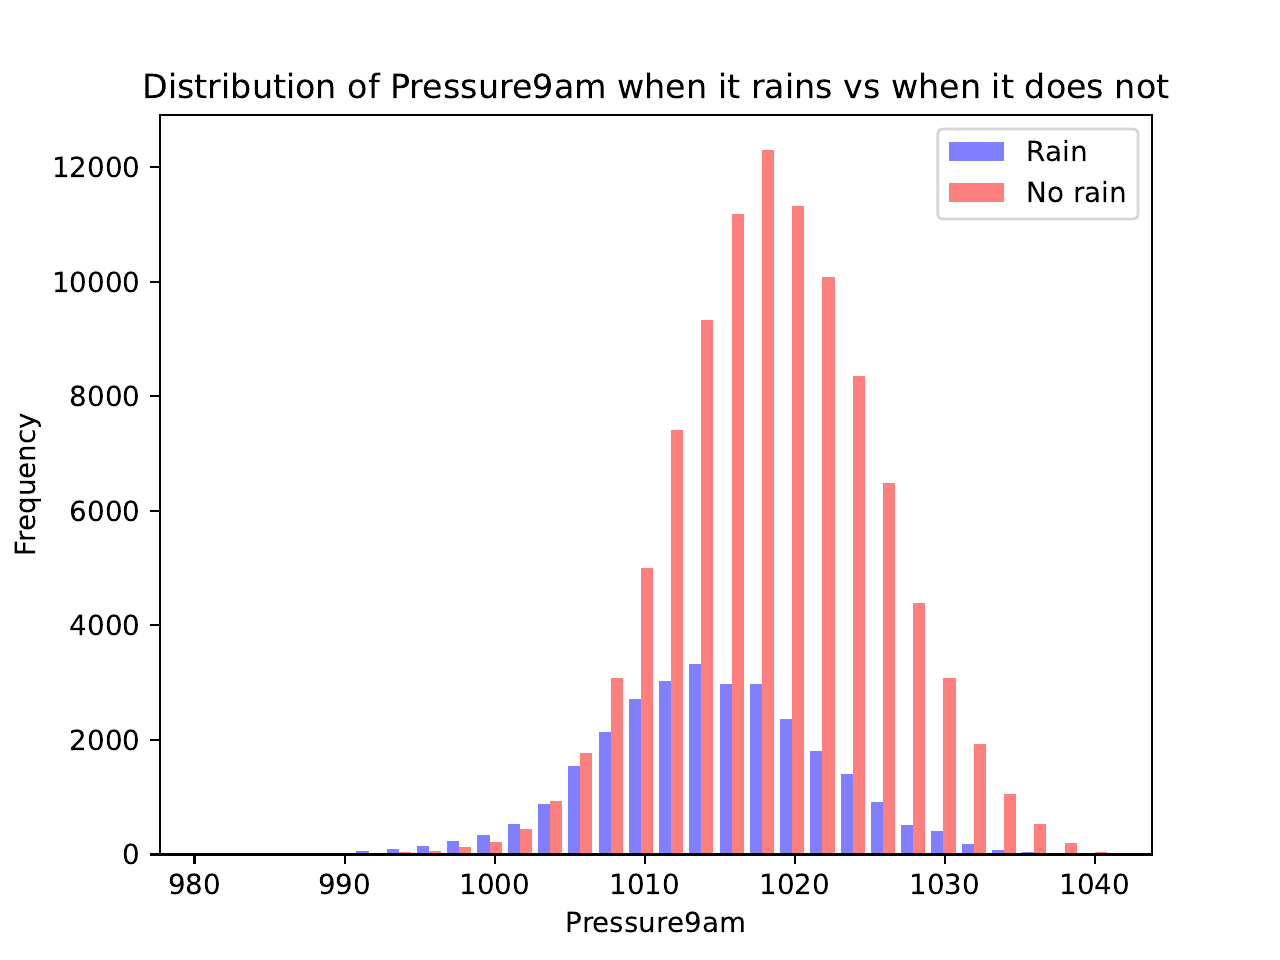 Distribution of Pressure9am when it rains vs when it does not
Rain
No rain
12000
10000
8000
6000
4000
2000
0
Frequency
980 990 1000 1010 1020 1030 1040
Pressure9am